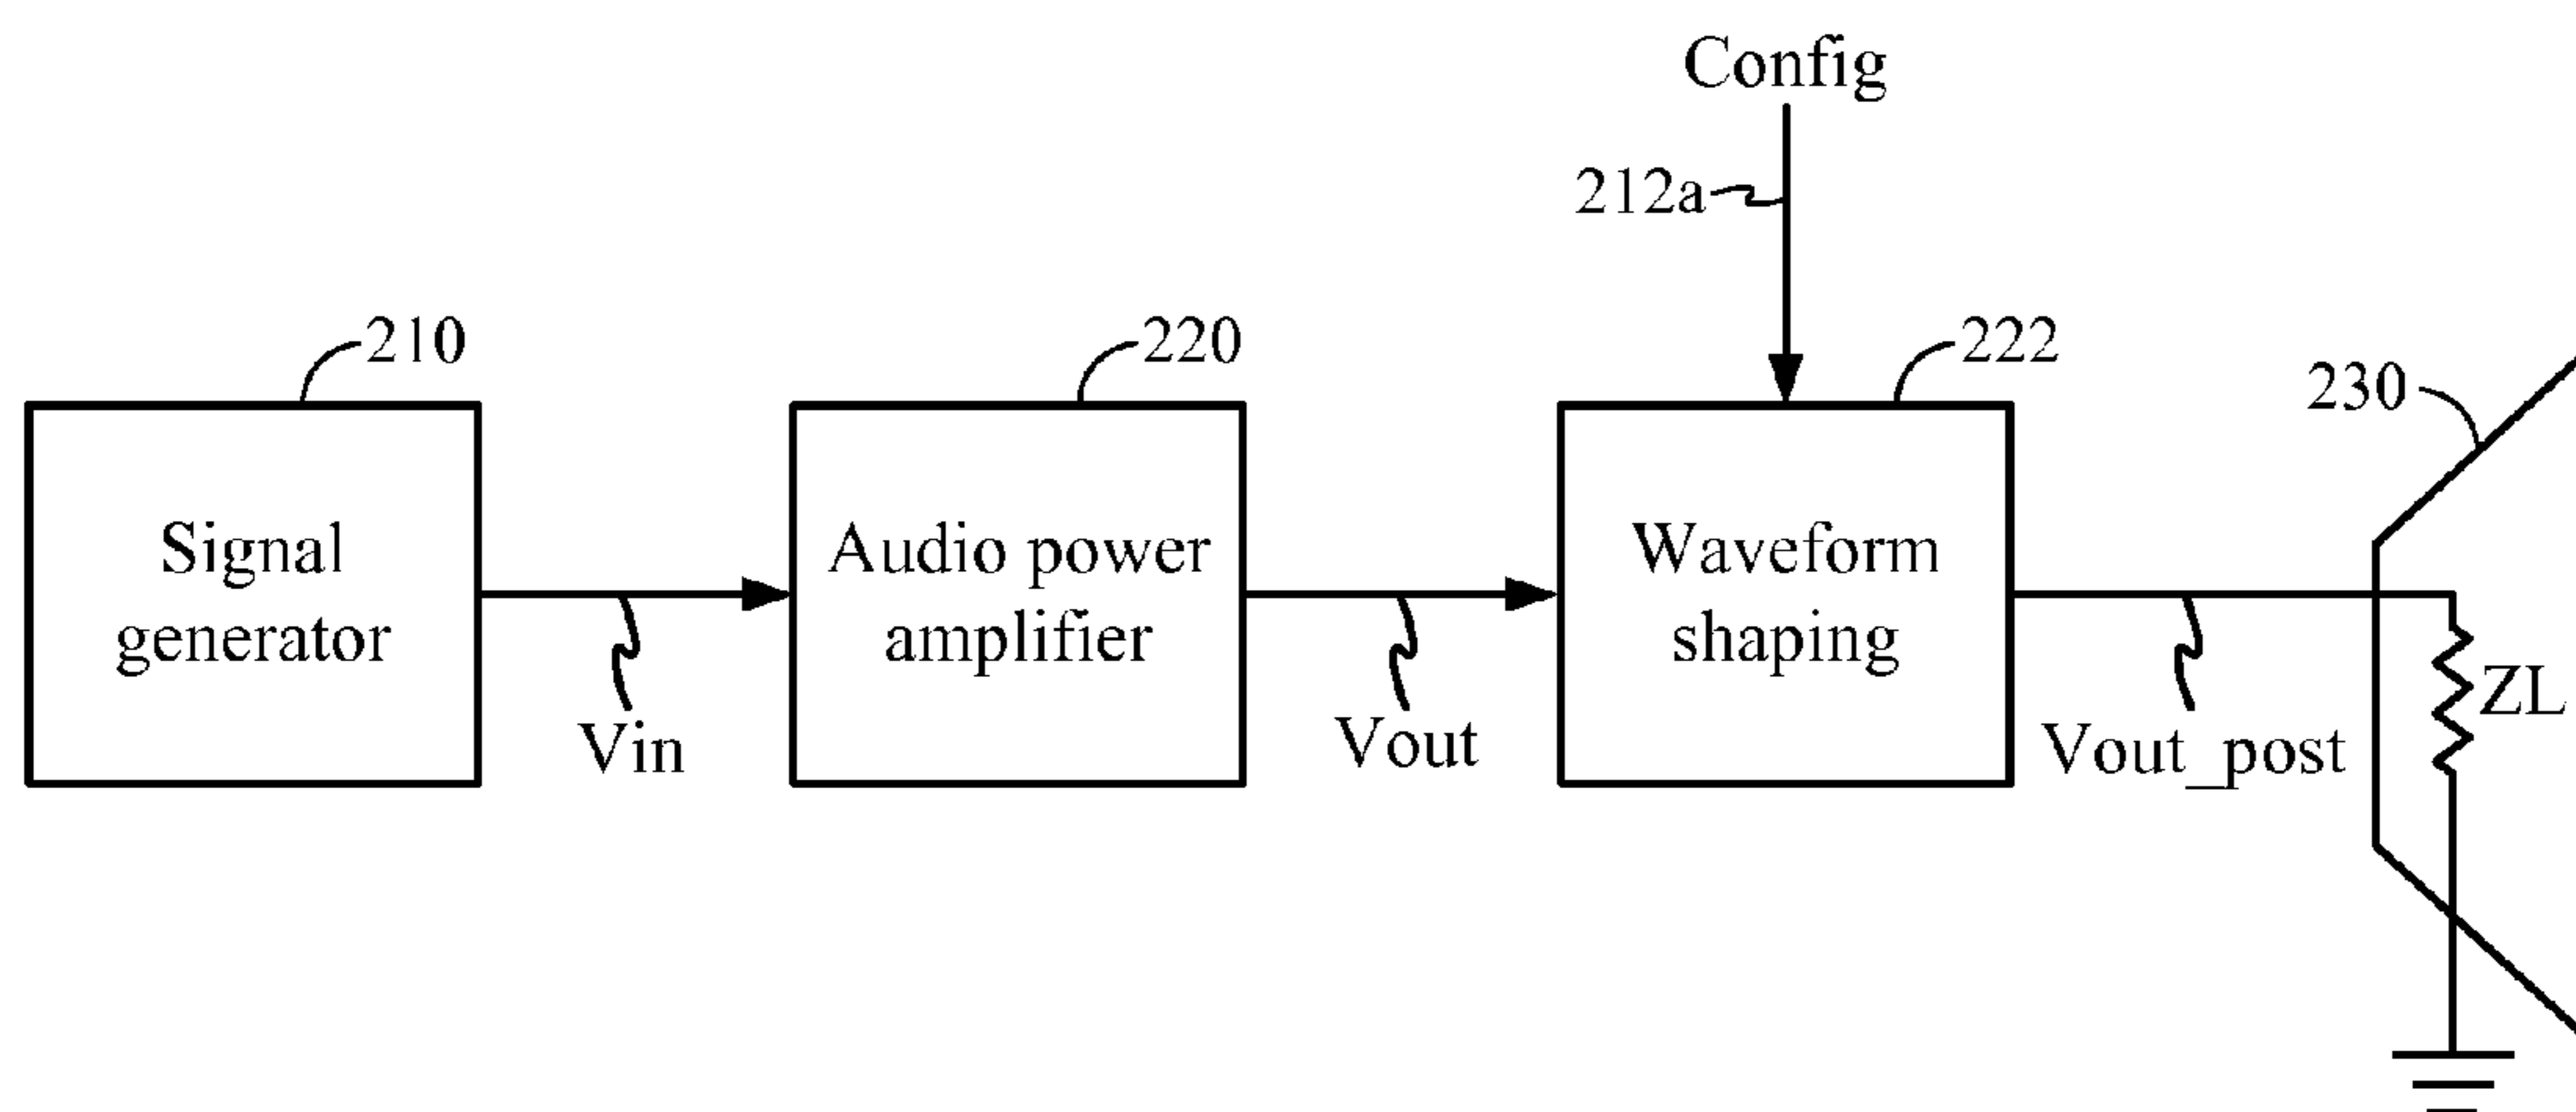 Config
212a
210
220
222
230
Signal
generator
Audio power
amplifier
Waveform
shaping
Vin
Vout
Vout_post
ZL